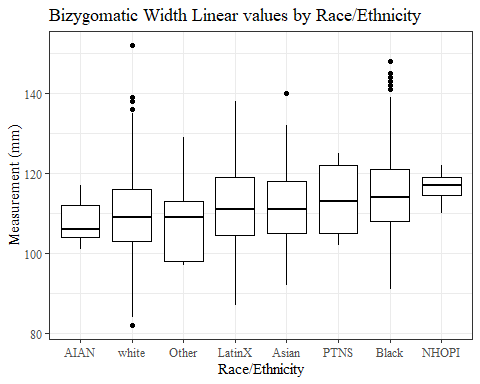 Bizygomatic Width Linear values by Race/Ethnicity
Measurement (mm)
140
120
100
80
AIAN white Other LatinX Asian PTNS Black NHOPI
Race/Ethnicity